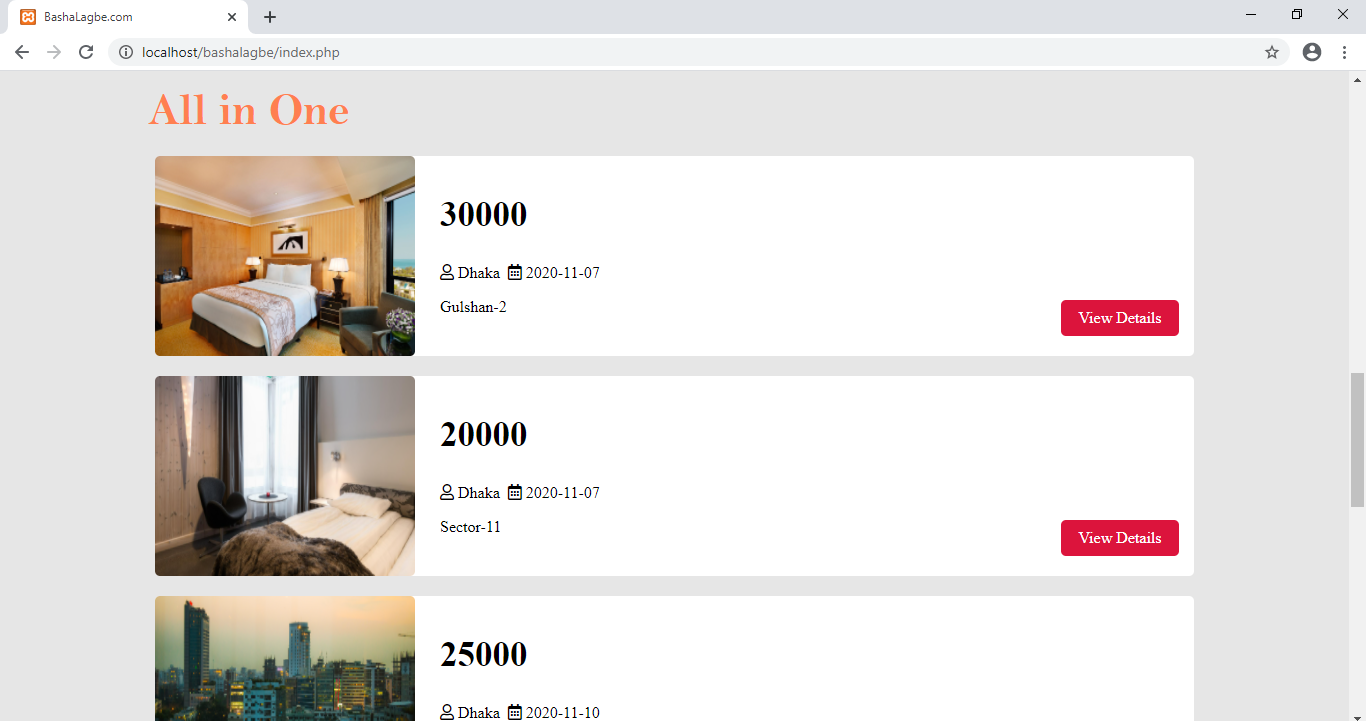 BashaLagbe.com
localhost/bashalagbe/index.php
All in One
30000
Dhaka 2020-11-07
Gulshan-2
View Details
20000
Dhaka 2020-11-07
Sector-11
View Details
25000
Dhaka 2020-11-10